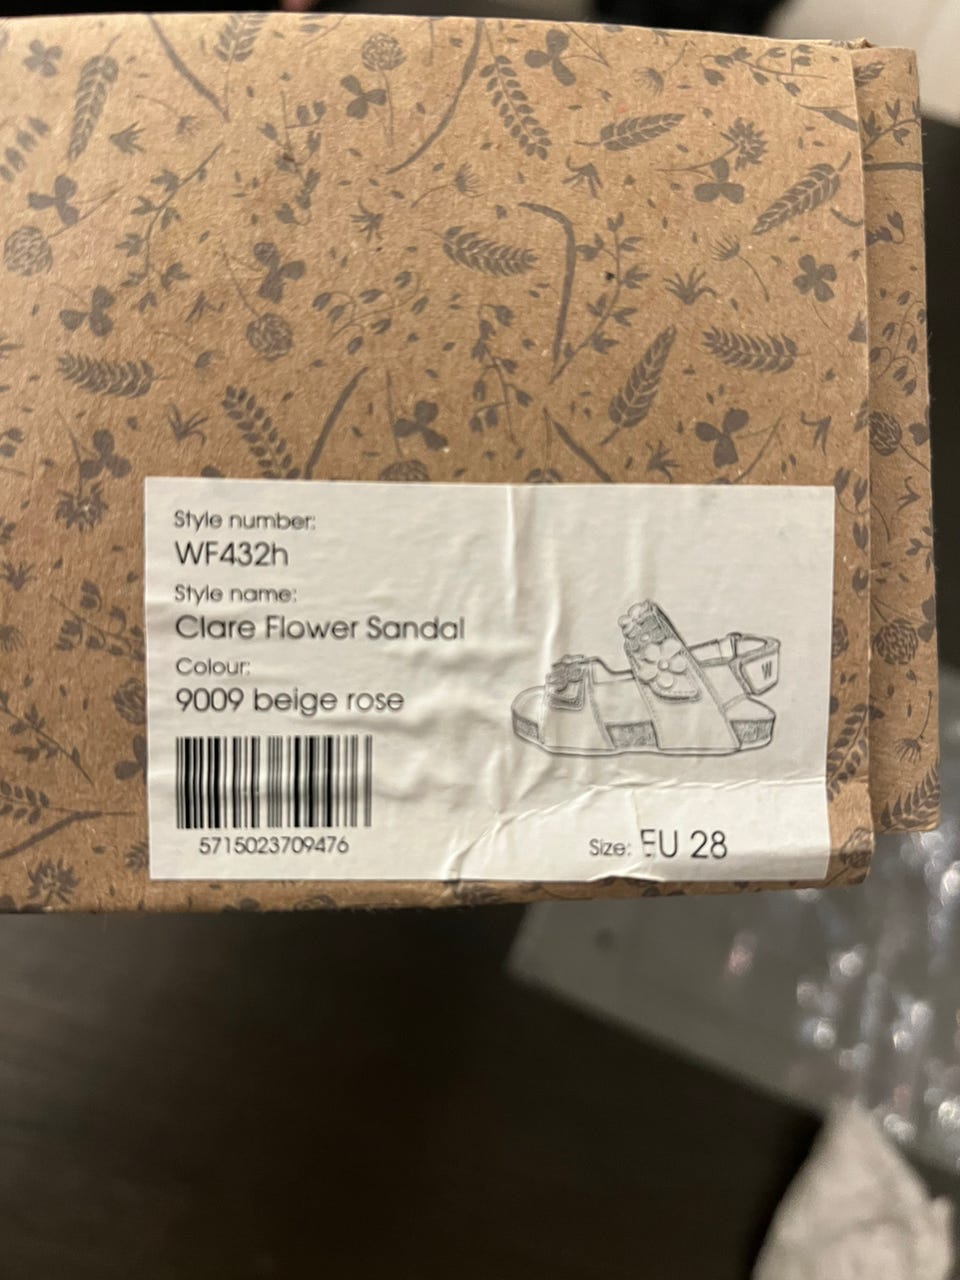 Style number:
WF432h
Style name:
Clare Flower Sandal
Colour:
9009 beige rose
5715023709476
Size: EU 28
W